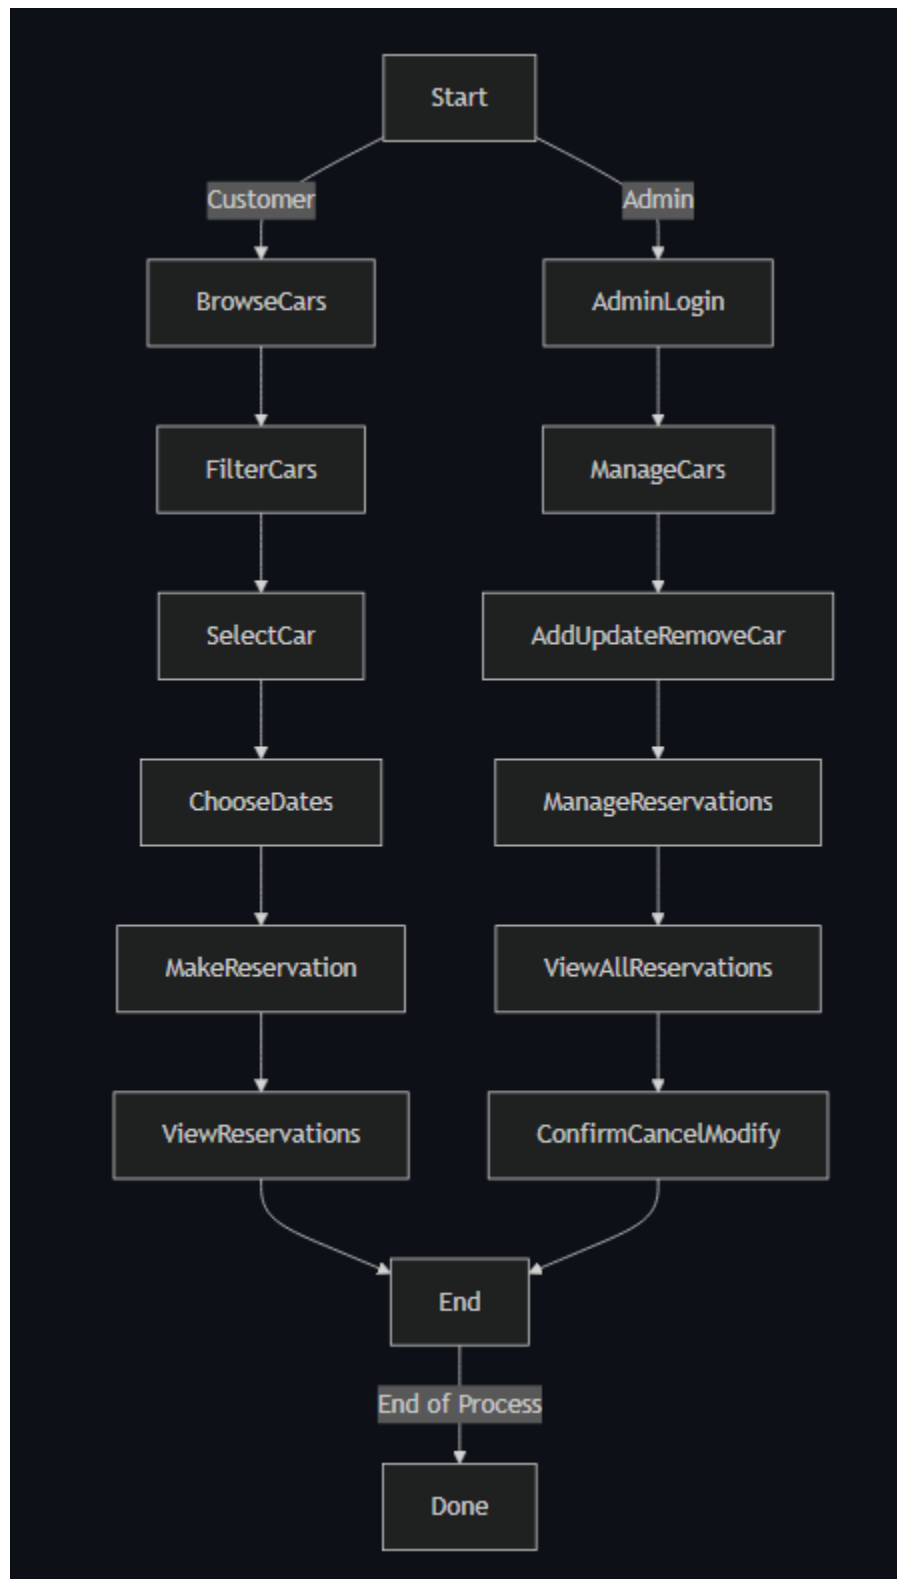 Start
Customer
Admin
BrowseCars
AdminLogin
FilterCars
ManageCars
SelectCar
AddUpdateRemoveCar
ChooseDates
ManageReservations
MakeReservation
ViewAllReservations
ViewReservations
ConfirmCancelModify
End
End of Process
Done